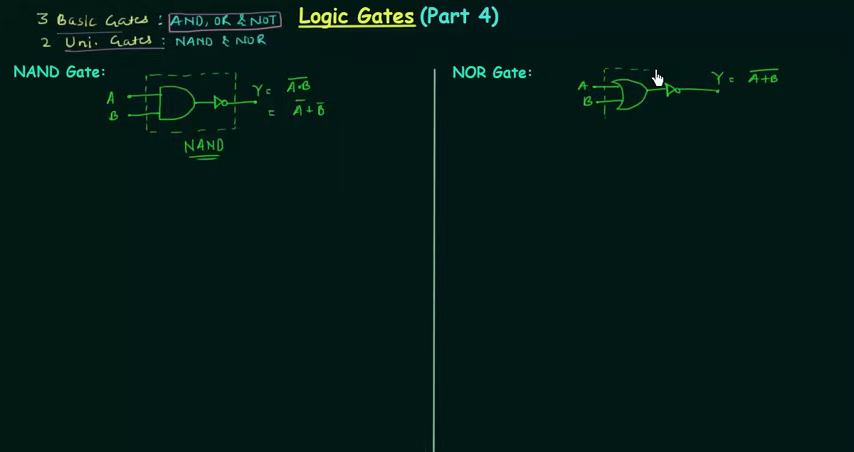 3 Basic Gates : AND, OR & NOT
Logic Gates (Part 4)
2 Uni. Gates : NAND & NOR
NAND Gate:
A
B
Y = A̅·̅B̅
= A̅ + B̅
NAND
NOR Gate:
A
B
Y = A̅+̅B̅